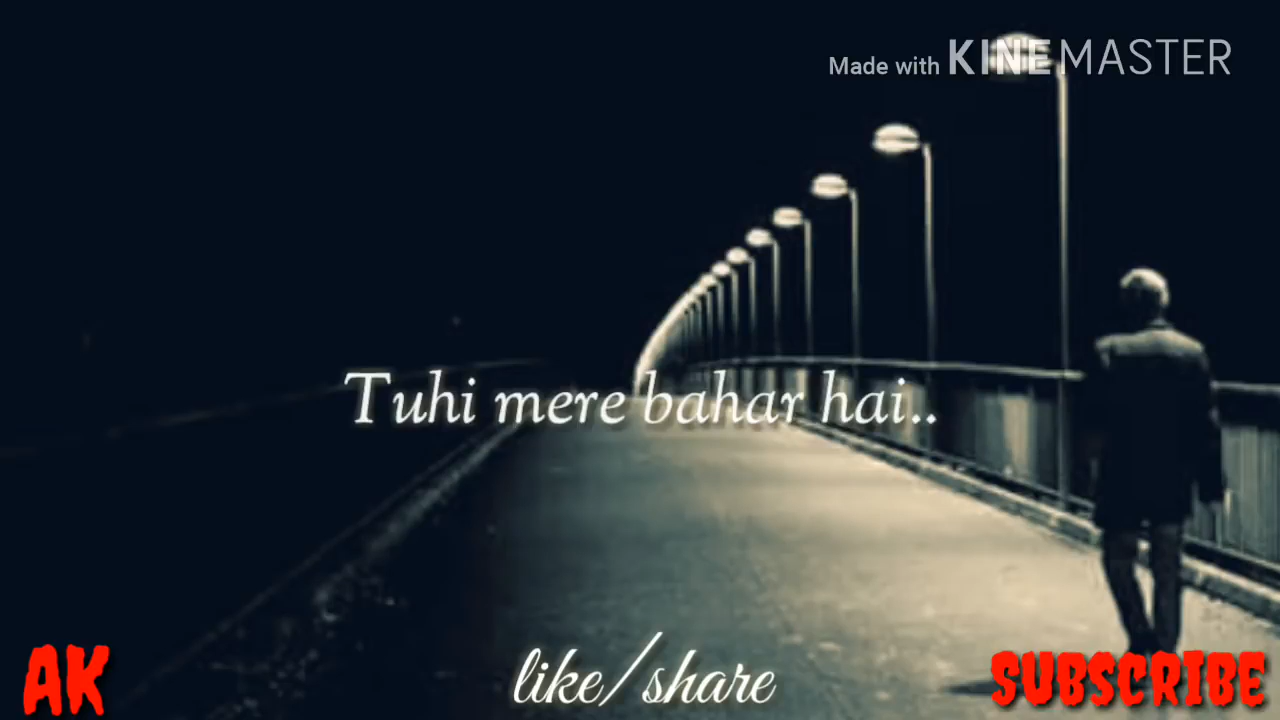 Made with KINEMASTER
Tuhi mere bahar hai..
like/share
AK
SUBSCRIBE